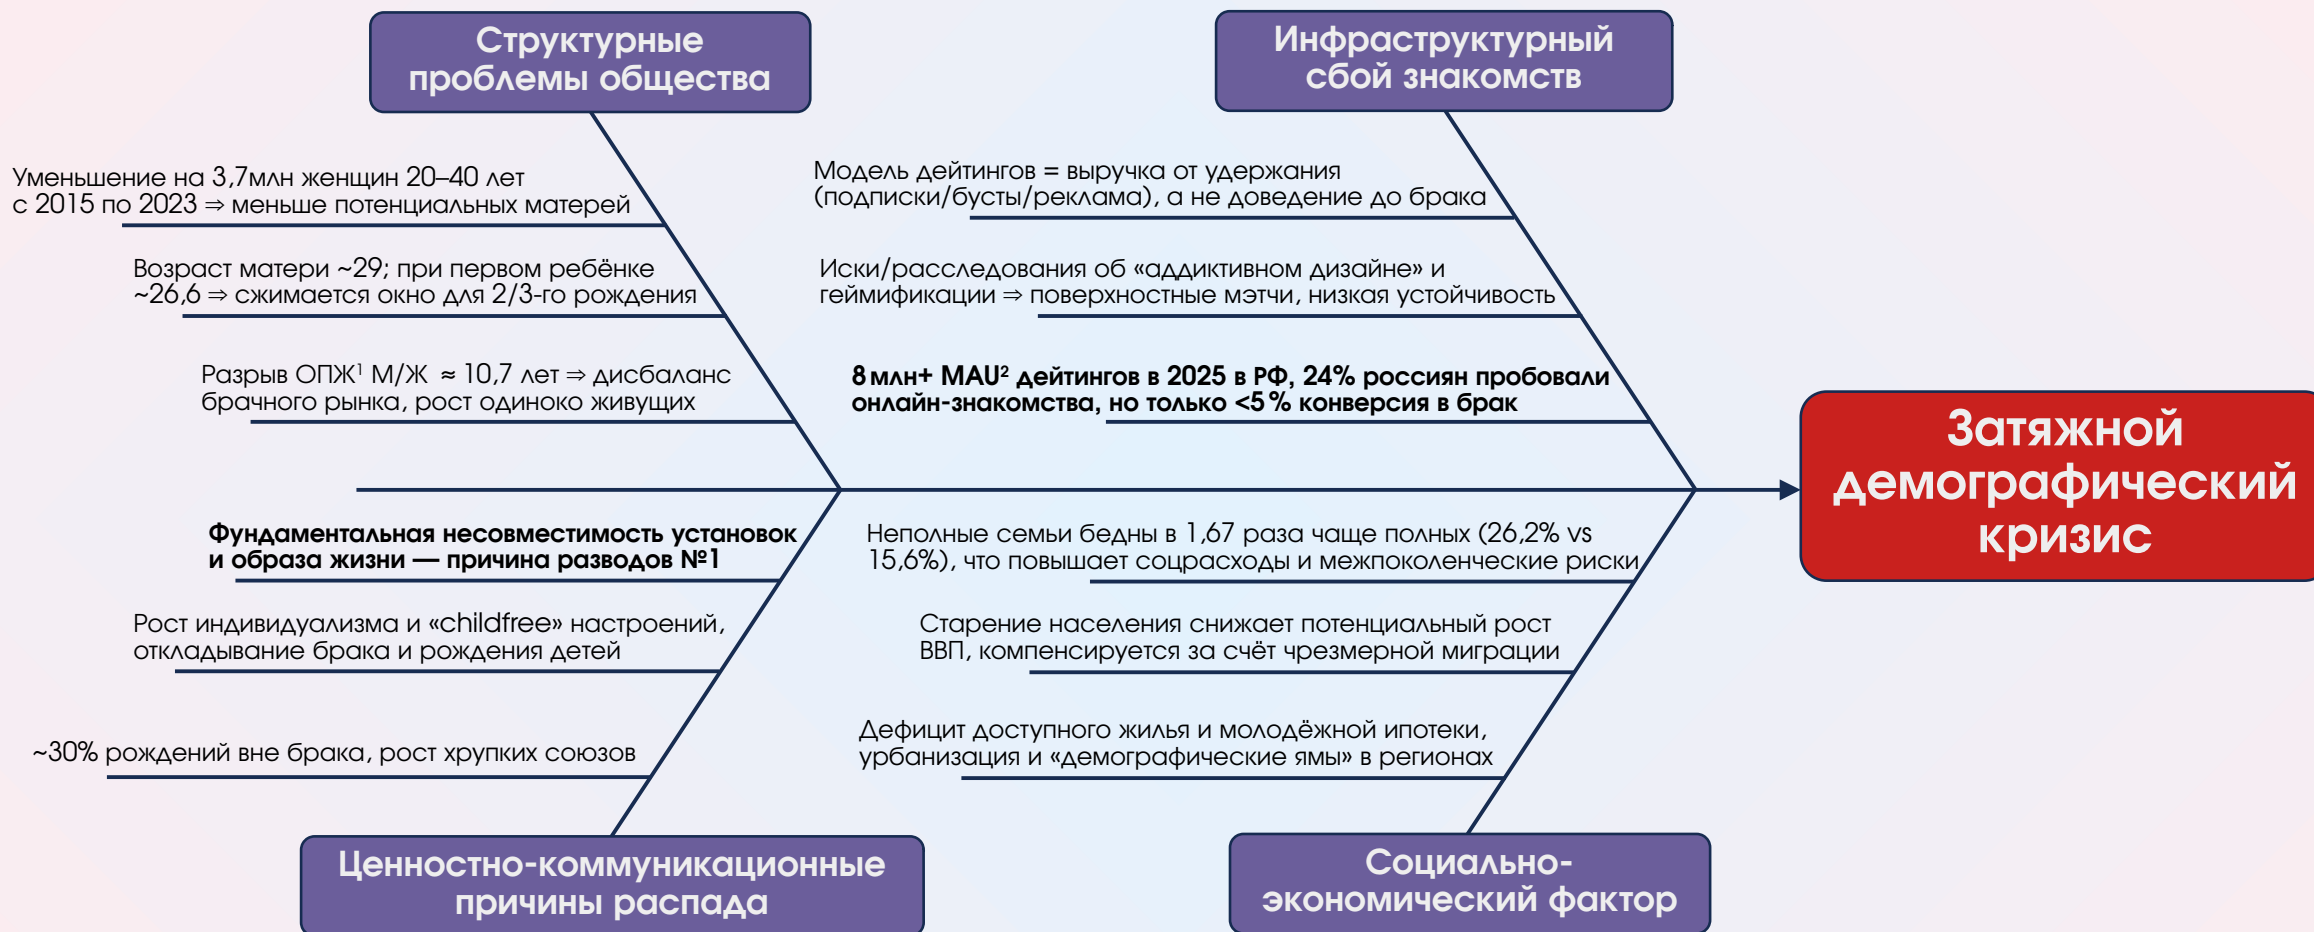 Структурные
проблемы общества
Уменьшение на 3,7млн женщин 20–40 лет
с 2015 по 2023 ⇒ меньше потенциальных матерей
Возраст матери ~29; при первом ребёнке
~26,6 ⇒ сжимается окно для 2/3-го рождения
Разрыв ОПЖ¹ М/Ж ≈ 10,7 лет ⇒ дисбаланс
брачного рынка, рост одиноко живущих
Инфраструктурный
сбой знакомств
Модель дейтингов = выручка от удержания
(подписки/бусты/реклама), а не доведение до брака
Иски/расследования об «аддиктивном дизайне» и
геймификации ⇒ поверхностные мэтчи, низкая устойчивость
8 млн+ MAU² дейтингов в 2025 в РФ, 24% россиян пробовали
онлайн-знакомства, но только <5 % конверсия в брак
Затяжной
демографический
кризис
Фундаментальная несовместимость установок
и образа жизни — причина разводов №1
Рост индивидуализма и «childfree» настроений,
откладывание брака и рождения детей
~30% рождений вне брака, рост хрупких союзов
Ценностно-коммуникационные
причины распада
Неполные семьи бедны в 1,67 раза чаще полных (26,2% vs
15,6%), что повышает соцрасходы и межпоколенческие риски
Старение населения снижает потенциальный рост
ВВП, компенсируется за счёт чрезмерной миграции
Дефицит доступного жилья и молодёжной ипотеки,
урбанизация и «демографические ямы» в регионах
Социально-
экономический фактор